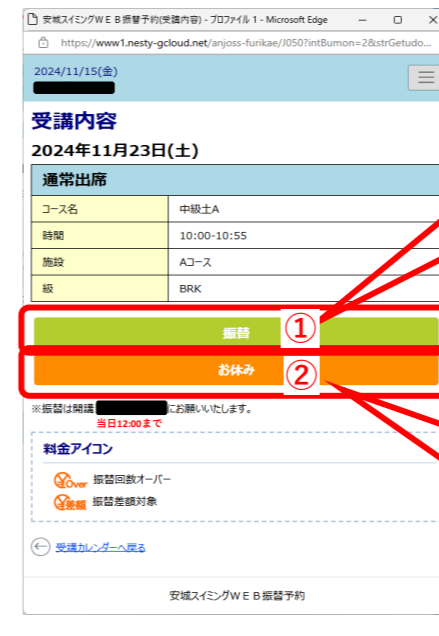 安城スイミングＷＥＢ振替予約(受講内容) - プロファイル 1 - Microsoft Edge
https://www1.nesty-gcloud.net/anjoss-furikae/J050?intBumon=2&strGetudo...
2024/11/15(金)
受講内容
2024年11月23日(土)
通常出席
コース名 中級土A
時間 10:00-10:55
施設 Aコース
級 BRK
振替 ①
お休み ②
※振替は開講 にお願いいたします。
当日12:00まで
料金アイコン
Over 振替回数オーバー
差額 振替差額対象
受講カレンダーへ戻る
安城スイミングＷＥＢ振替予約